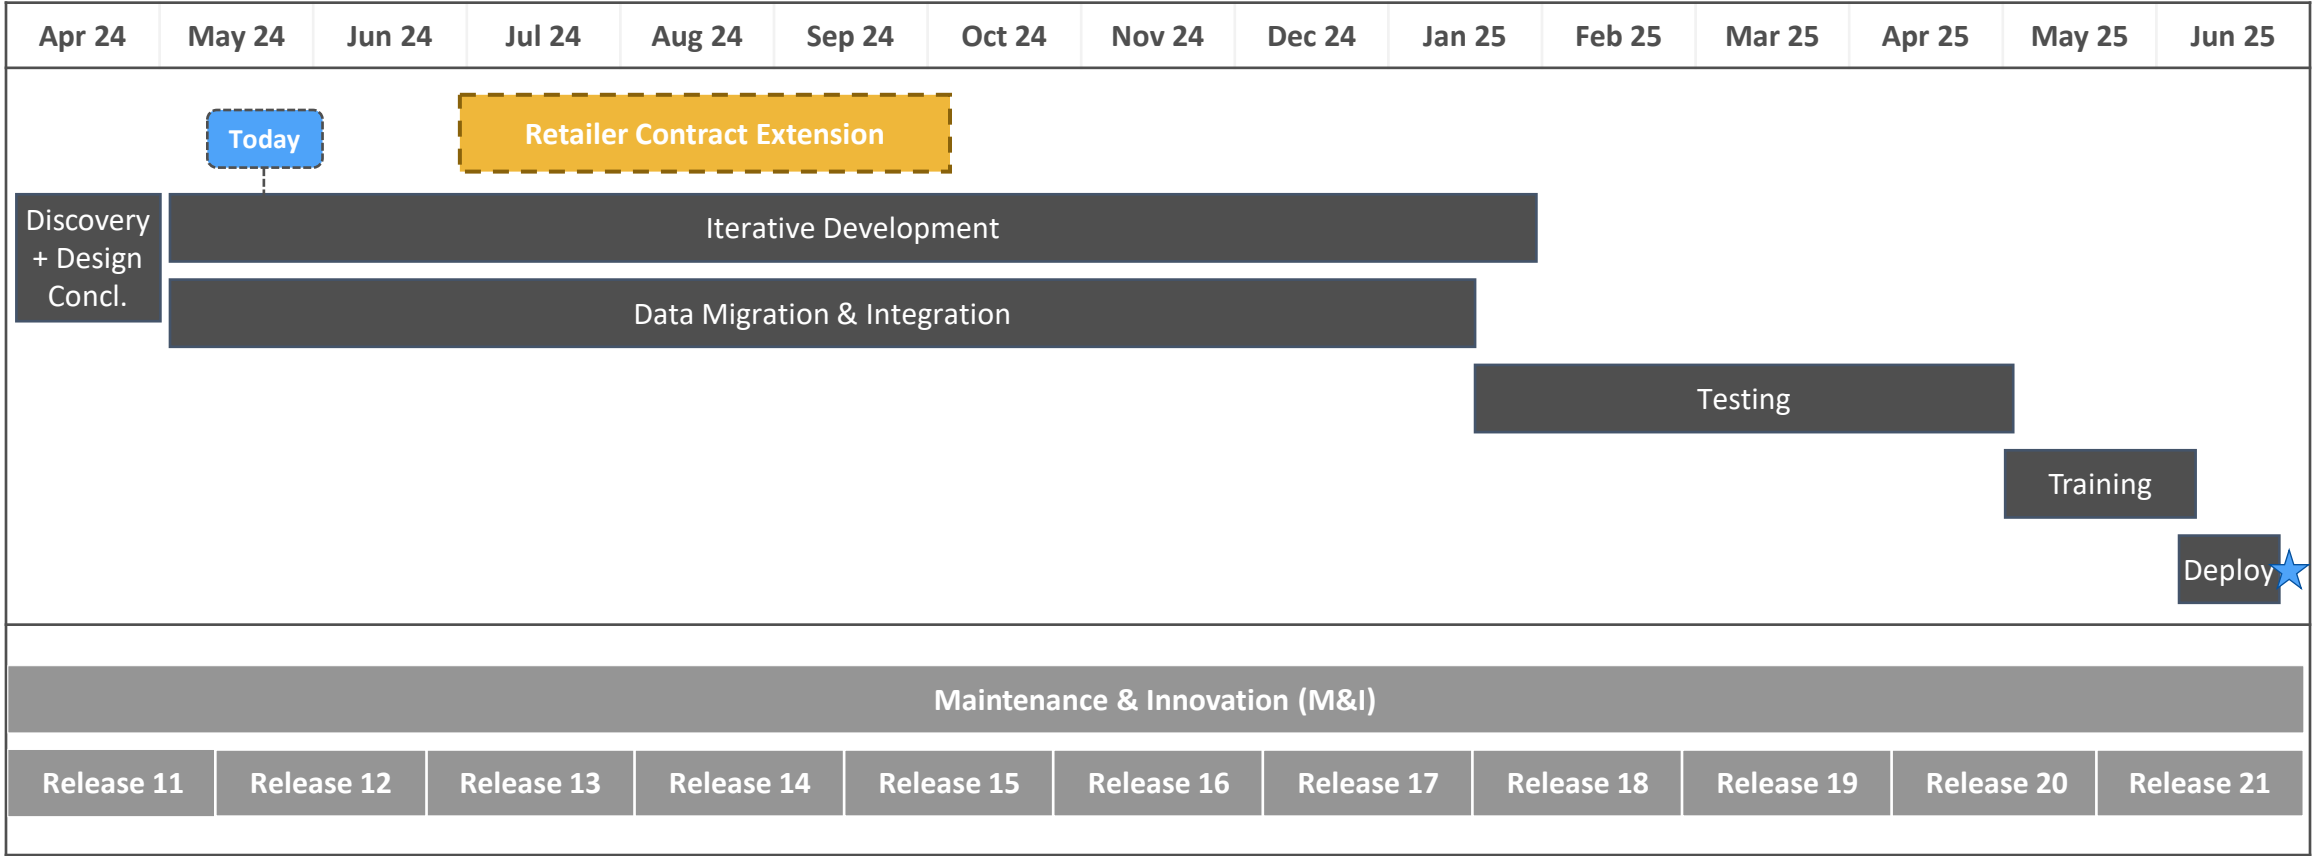 Apr 24 May 24 Jun 24 Jul 24 Aug 24 Sep 24 Oct 24 Nov 24 Dec 24 Jan 25 Feb 25 Mar 25 Apr 25 May 25 Jun 25
Today
Retailer Contract Extension
Discovery
+ Design
Concl.
Iterative Development
Data Migration & Integration
Testing
Training
Deploy
Maintenance & Innovation (M&I)
Release 11 Release 12 Release 13 Release 14 Release 15 Release 16 Release 17 Release 18 Release 19 Release 20 Release 21